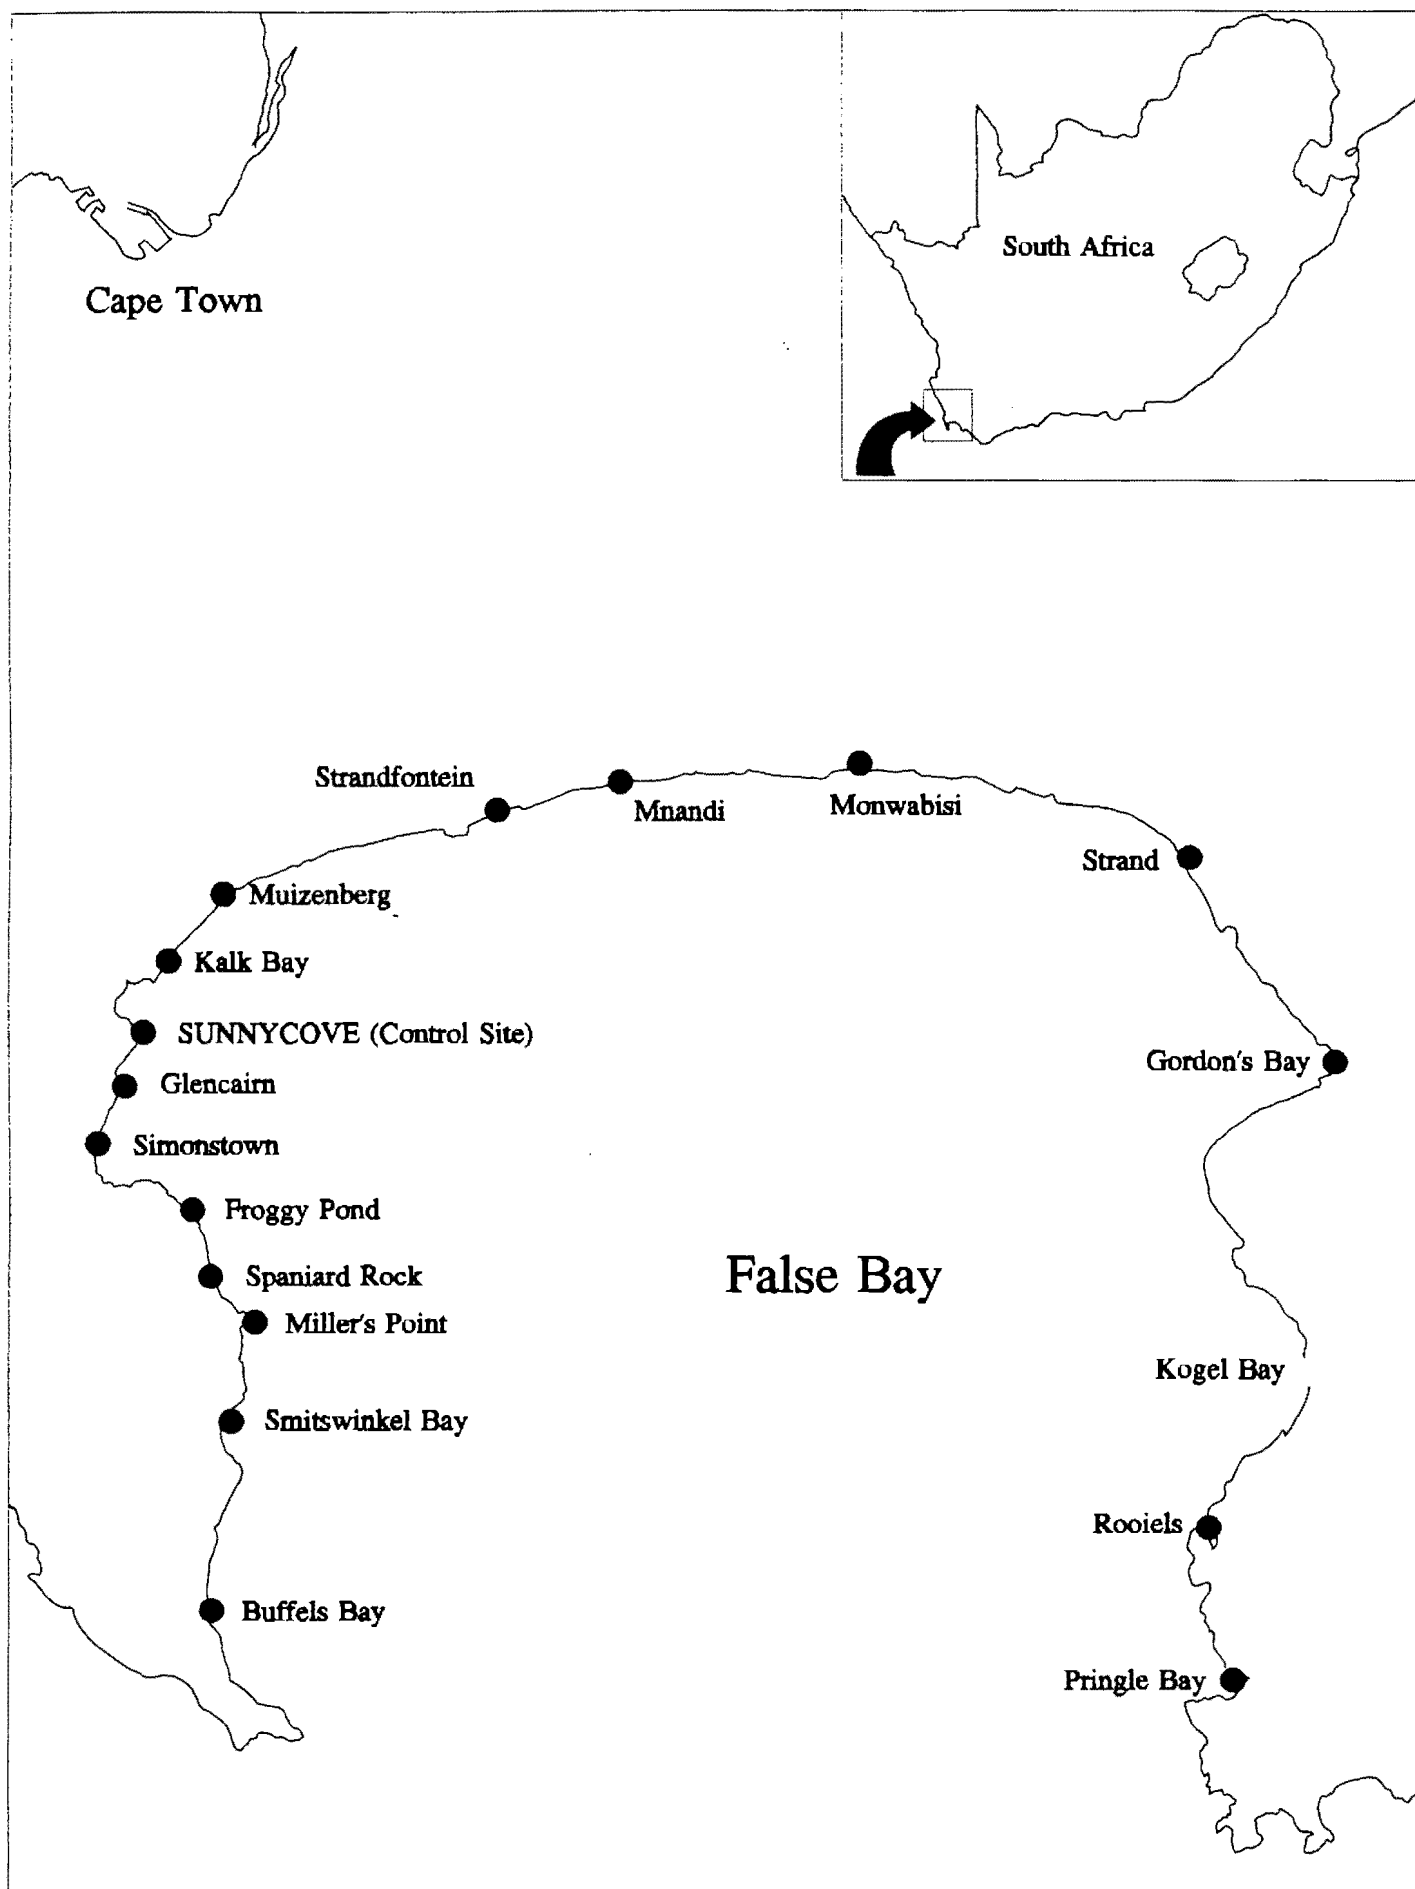 South Africa
Cape Town
Strandfontein
Mnandi
Monwabisi
Strand
Muizenberg
Kalk Bay
SUNNYCOVE (Control Site)
Gordon's Bay
Glencairn
Simonstown
Froggy Pond
Spaniard Rock
False Bay
Miller's Point
Kogel Bay
Smitswinkel Bay
Rooiels
Buffels Bay
Pringle Bay